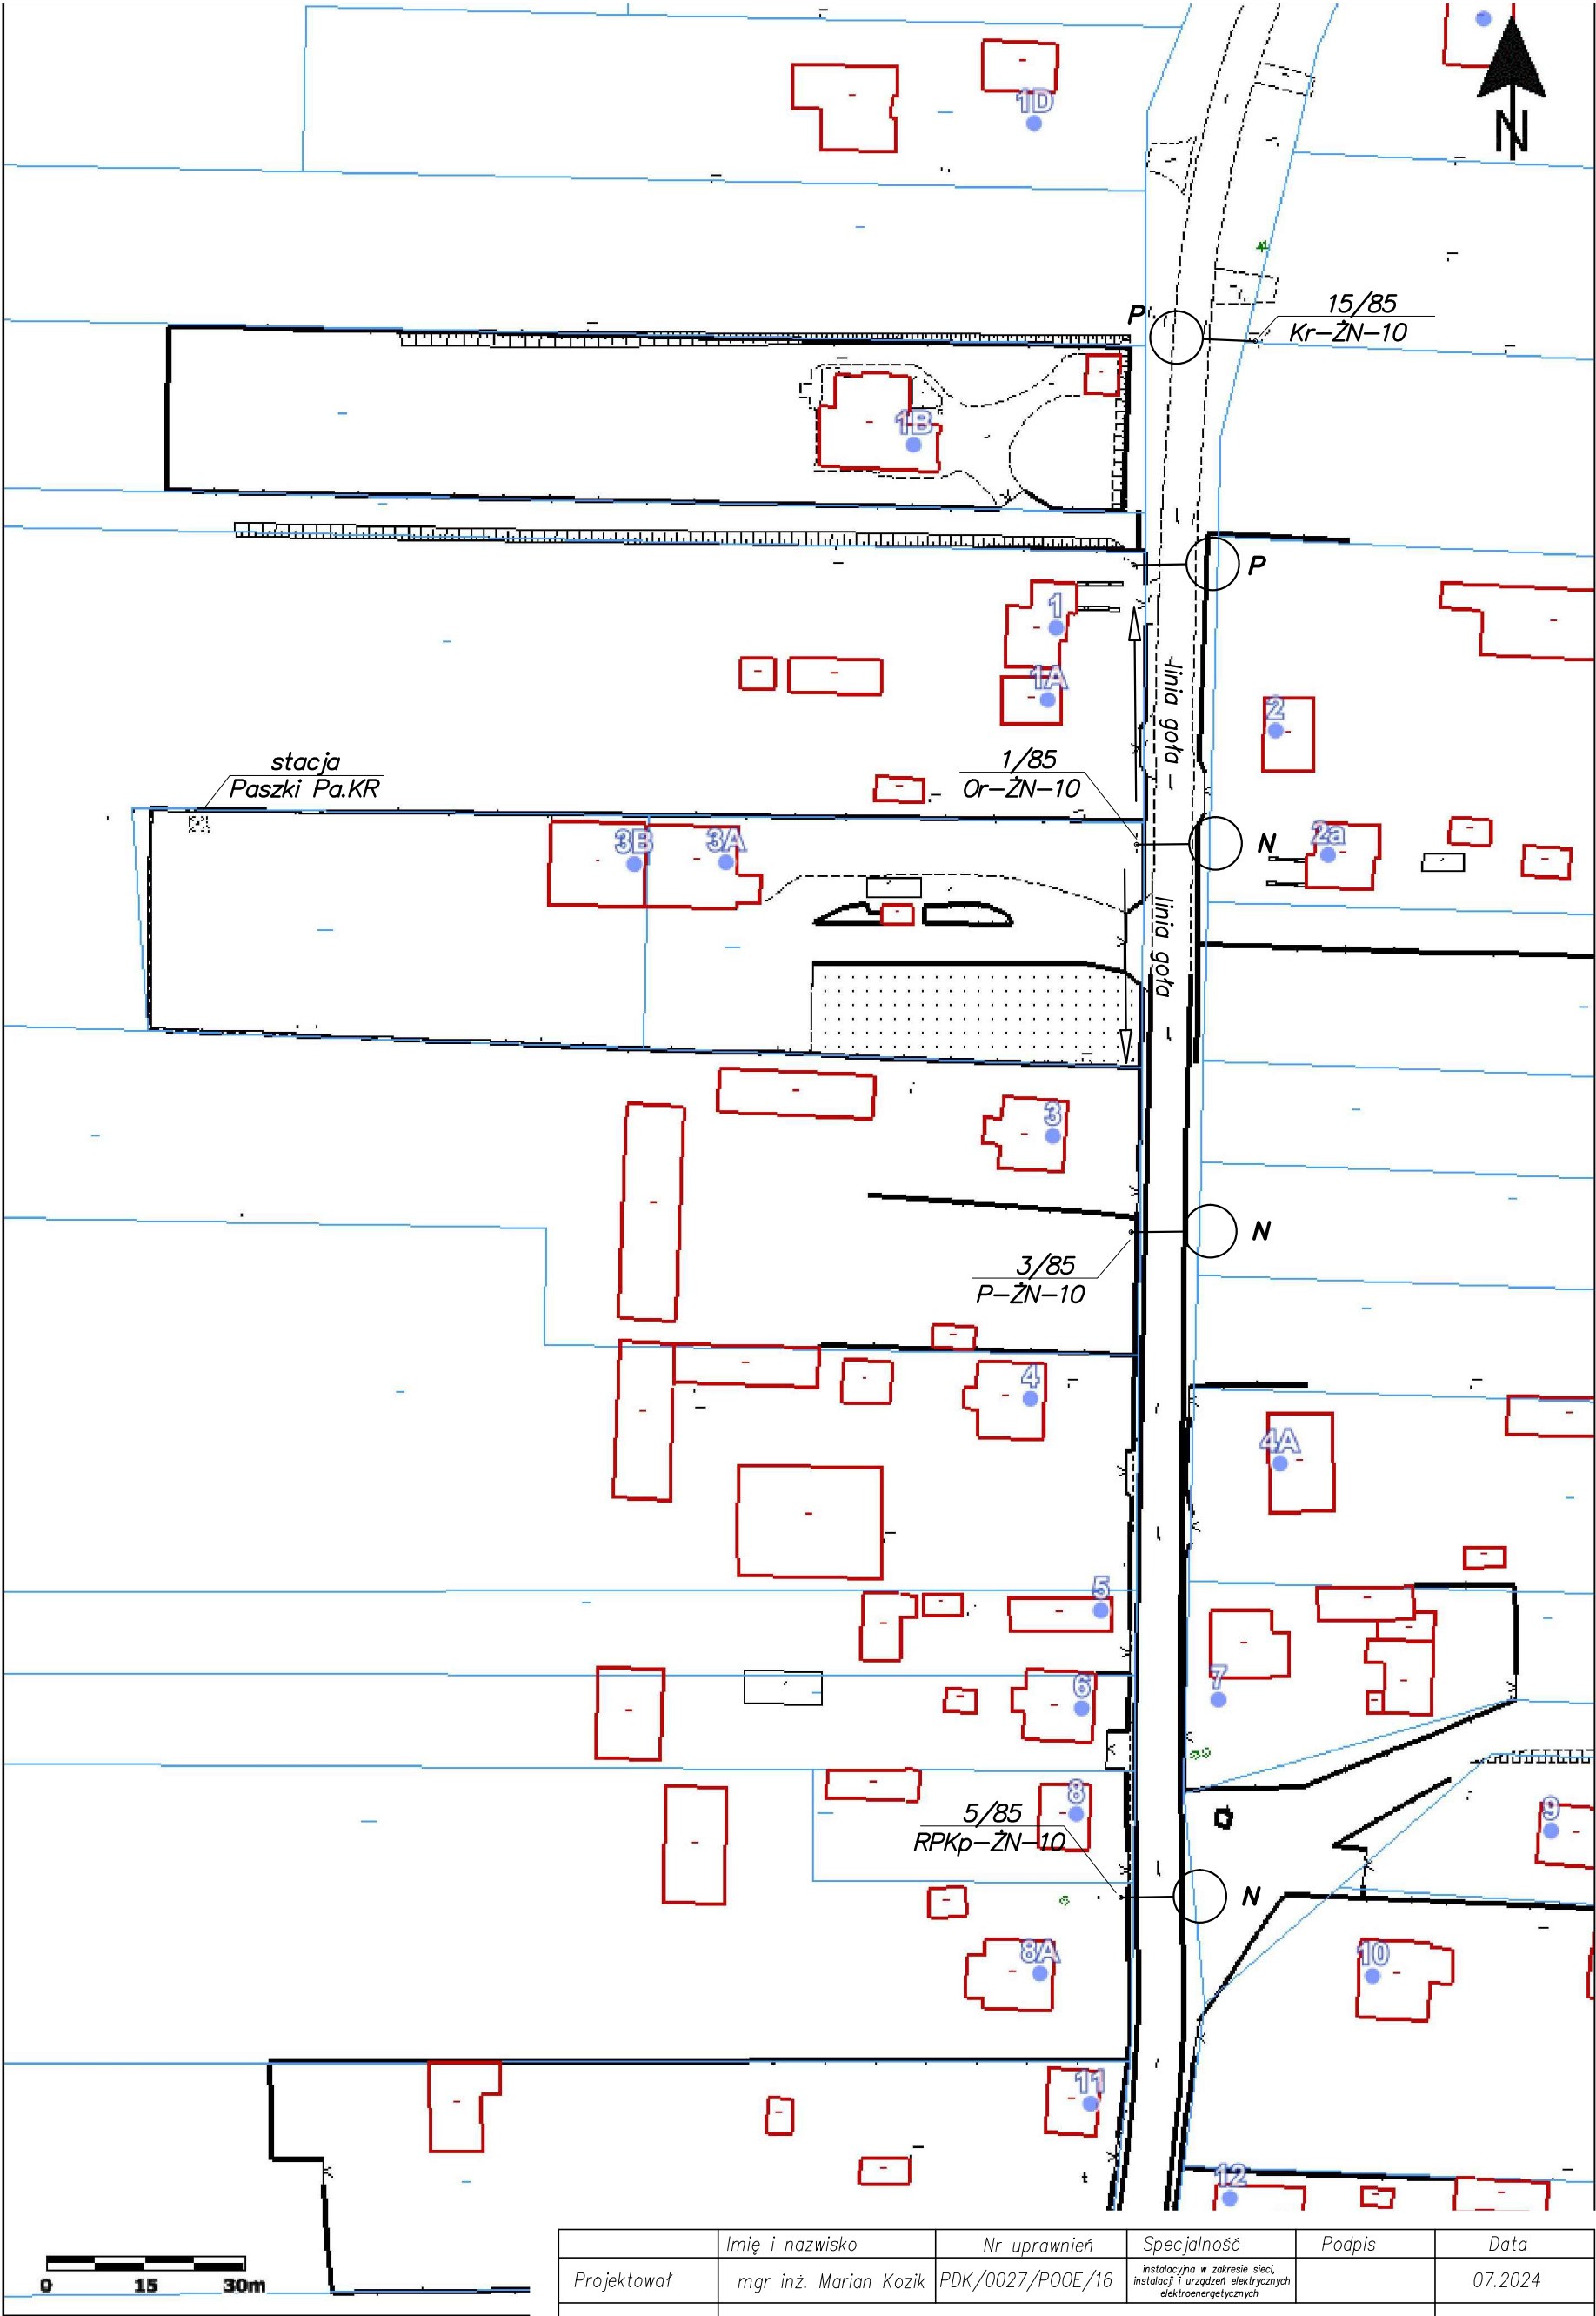 1D
N
15/85
Kr-ŻN-10
P
1B
P
1
1A
linia goła
2
stacja
Paszki Pa.KR
1/85
Or-ŻN-10
N
3B
3A
2a
linia goła
3
N
3/85
P-ŻN-10
4
4A
5
6
7
8
5/85
RPKp-ŻN-10
9
N
8A
10
11
12
Imię i nazwisko
Nr uprawnień
Specjalność
Podpis
Data
Projektował
mgr inż. Marian Kozik
PDK/0027/POOE/16
instalacyjna w zakresie sieci,
instalacji i urządzeń elektrycznych
elektroenergetycznych
07.2024
0 15 30m